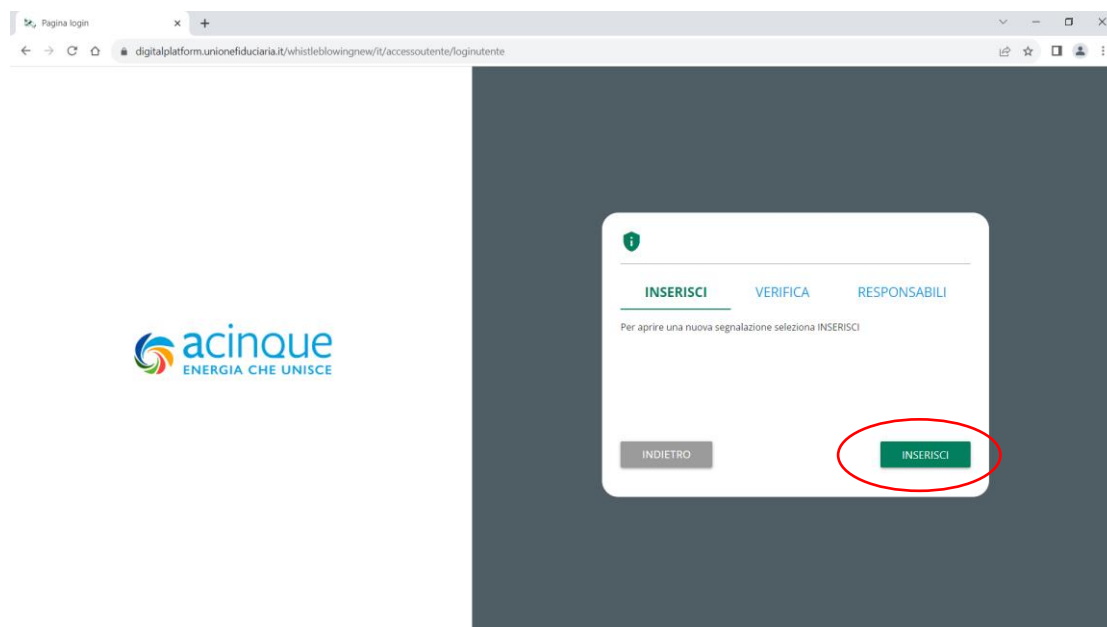 Pagina login
digitalplatform.unionefiduciaria.it/whistleblowingnew/it/accessoutente/loginutente
acinque
ENERGIA CHE UNISCE
INSERISCI VERIFICA RESPONSABILI
Per aprire una nuova segnalazione seleziona INSERISCI
INDIETRO INSERISCI